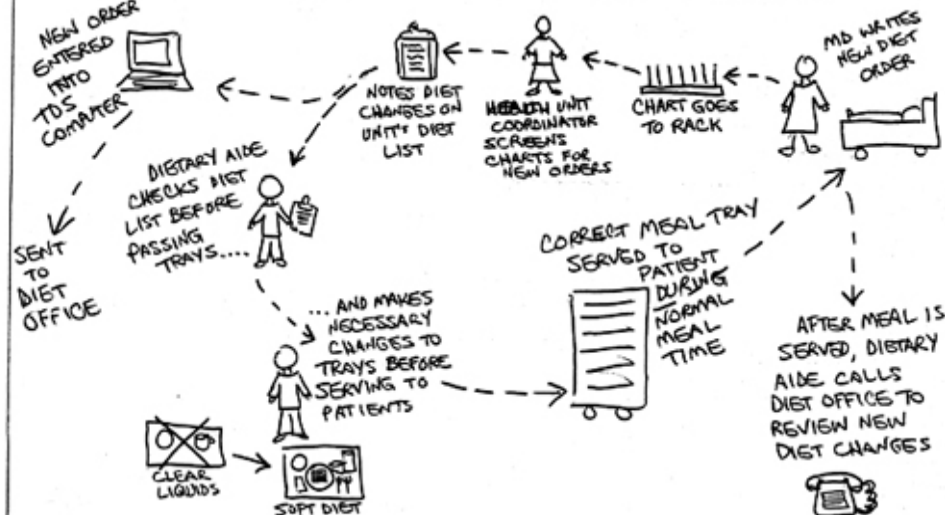 MD WRITES
NEW DIET
ORDER
CHART GOES
TO RACK
HEALTH UNIT
COORDINATOR
SCREENS
CHARTS FOR
NEW ORDERS
NOTES DIET
CHANGES ON
UNIT'S DIET
LIST
NEW ORDER
ENTERED
INTO
TDS
COMPUTER
SENT
TO
DIET
OFFICE
DIETARY AIDE
CHECKS DIET
LIST BEFORE
PASSING
TRAYS....
... AND MAKES
NECESSARY
CHANGES TO
TRAYS BEFORE
SERVING TO
PATIENTS
CLEAR
LIQUIDS
SOFT DIET
CORRECT MEAL TRAY
SERVED TO
PATIENT
DURING
NORMAL
MEAL
TIME
AFTER MEAL IS
SERVED, DIETARY
AIDE CALLS
DIET OFFICE TO
REVIEW NEW
DIET CHANGES